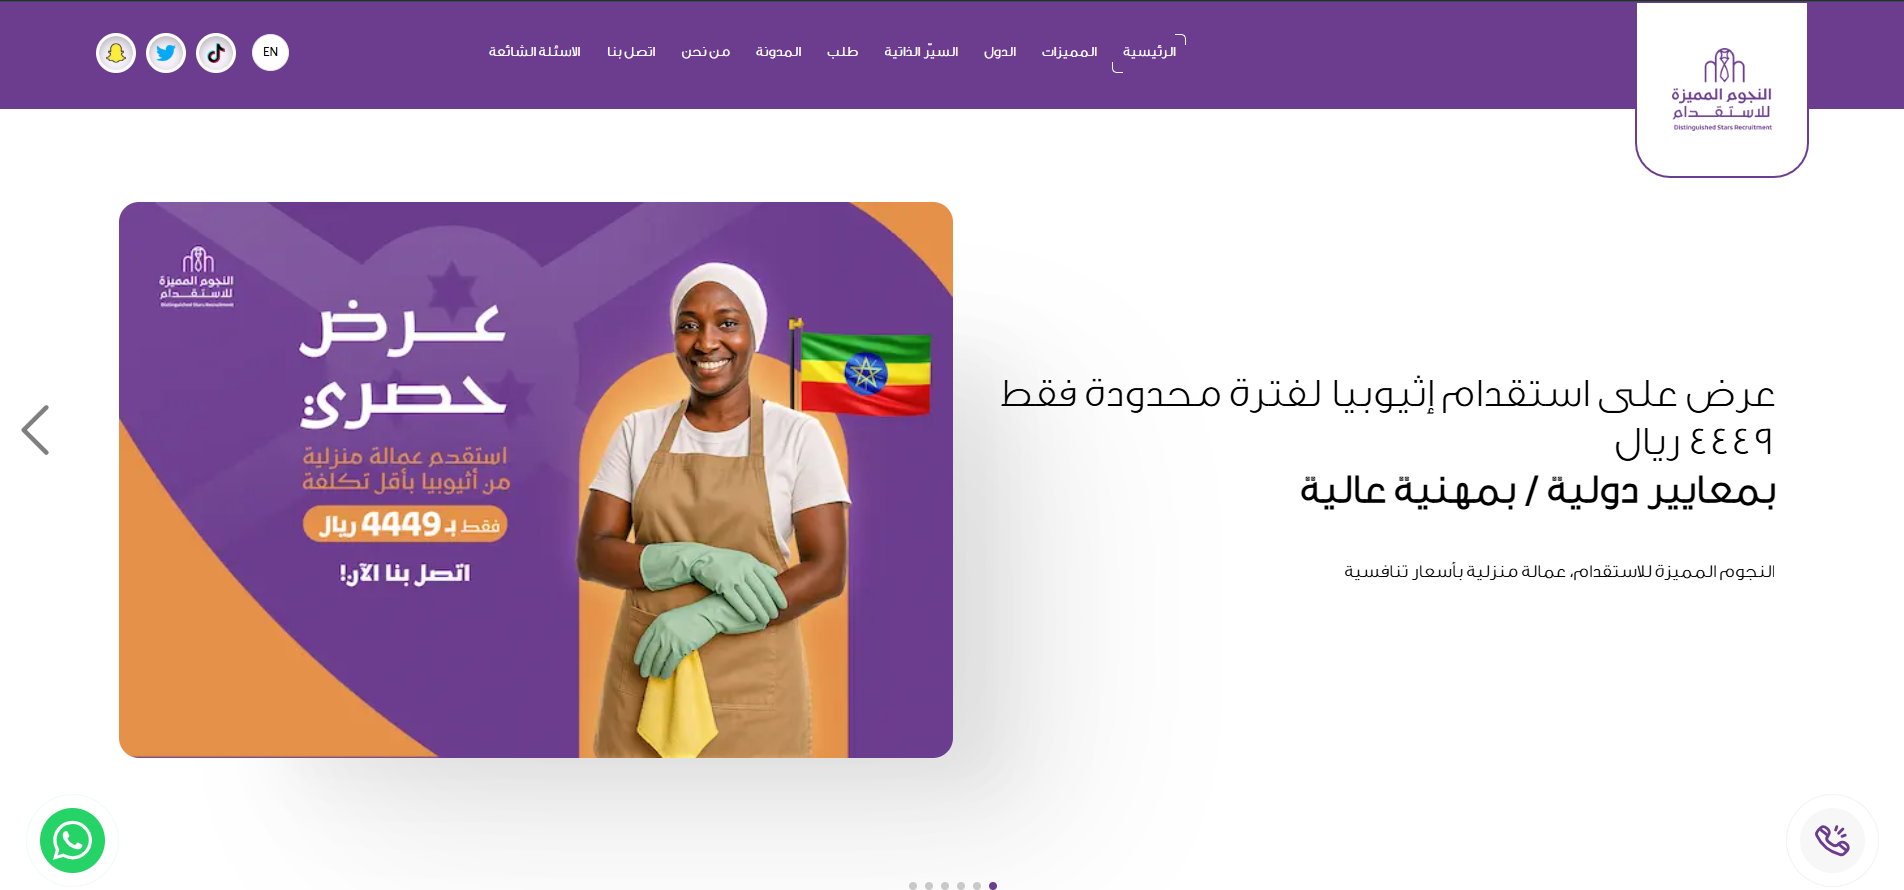 النجوم المميزة
للاستقدام
Distinguished Stars Recruitment
الرئيسية
المميزات
الدول
السيّر الذاتية
طلب
المدونة
من نحن
اتصل بنا
الاسئلة الشائعة
EN
عرض على استقدام إثيوبيا لفترة محدودة فقط
٤٤٤٩ ريال
بمعايير دولية / بمهنية عالية
النجوم المميزة للاستقدام، عمالة منزلية بأسعار تنافسية
النجوم المميزة
للاستقدام
Distinguished Stars Recruitment
عرض
حصري
استقدم عمالة منزلية
من أثيوبيا بأقل تكلفة
فقط بـ 4449 ريال
اتصل بنا الآن!